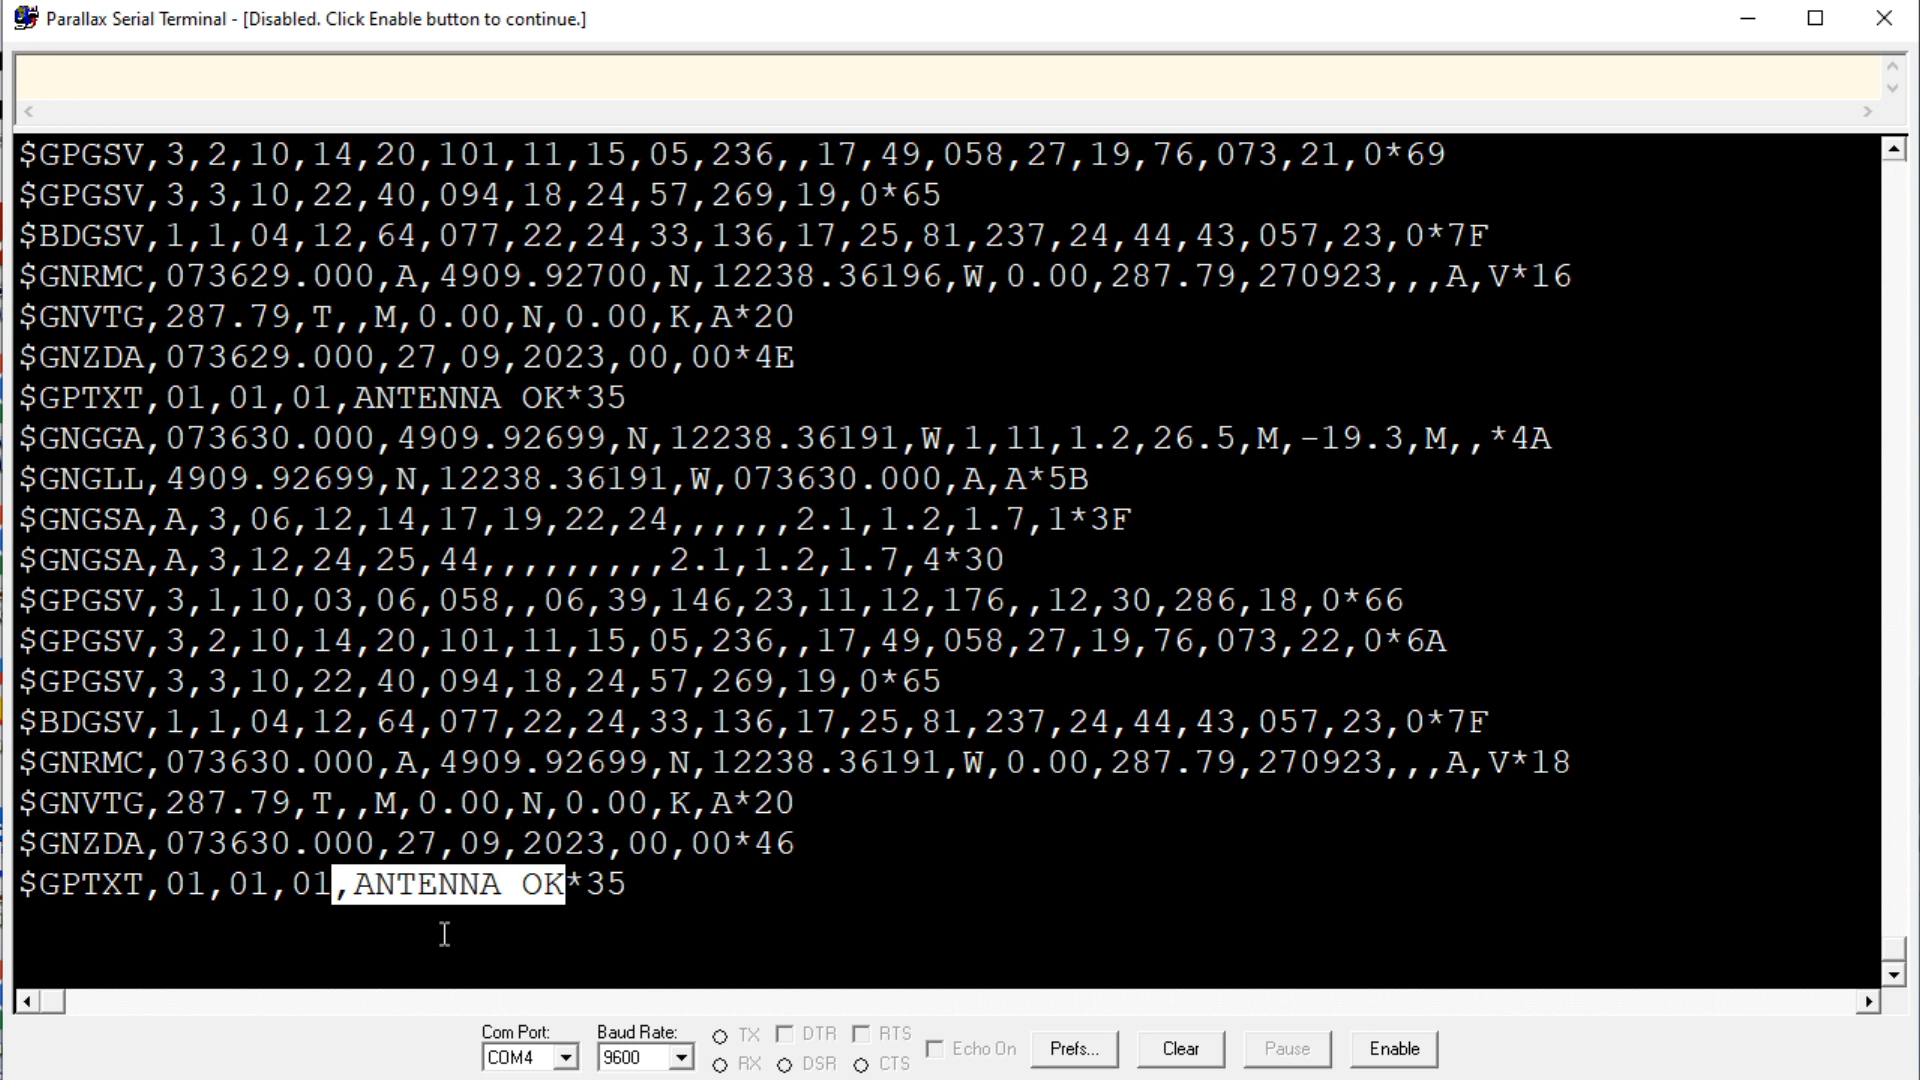 Parallax Serial Terminal - [Disabled. Click Enable button to continue.]
$GPGSV,3,2,10,14,20,101,11,15,05,236,,17,49,058,27,19,76,073,21,0*69
$GPGSV,3,3,10,22,40,094,18,24,57,269,19,0*65
$BDGSV,1,1,04,12,64,077,22,24,33,136,17,25,81,237,24,44,43,057,23,0*7F
$GNRMC,073629.000,A,4909.92700,N,12238.36196,W,0.00,287.79,270923,,,A,V*16
$GNVTG,287.79,T,,M,0.00,N,0.00,K,A*20
$GNZDA,073629.000,27,09,2023,00,00*4E
$GPTXT,01,01,01,ANTENNA OK*35
$GNGGA,073630.000,4909.92699,N,12238.36191,W,1,11,1.2,26.5,M,-19.3,M,,*4A
$GNGLL,4909.92699,N,12238.36191,W,073630.000,A,A*5B
$GNGSA,A,3,06,12,14,17,19,22,24,,,,,,2.1,1.2,1.7,1*3F
$GNGSA,A,3,12,24,25,44,,,,,,,,,2.1,1.2,1.7,4*30
$GPGSV,3,1,10,03,06,058,,06,39,146,23,11,12,176,,12,30,286,18,0*66
$GPGSV,3,2,10,14,20,101,11,15,05,236,,17,49,058,27,19,76,073,22,0*6A
$GPGSV,3,3,10,22,40,094,18,24,57,269,19,0*65
$BDGSV,1,1,04,12,64,077,22,24,33,136,17,25,81,237,24,44,43,057,23,0*7F
$GNRMC,073630.000,A,4909.92699,N,12238.36191,W,0.00,287.79,270923,,,A,V*18
$GNVTG,287.79,T,,M,0.00,N,0.00,K,A*20
$GNZDA,073630.000,27,09,2023,00,00*46
$GPTXT,01,01,01,ANTENNA OK*35
Com Port: Baud Rate: TX DTR RTS
COM4 9600 RX DSR CTS Echo On Prefs... Clear Pause Enable